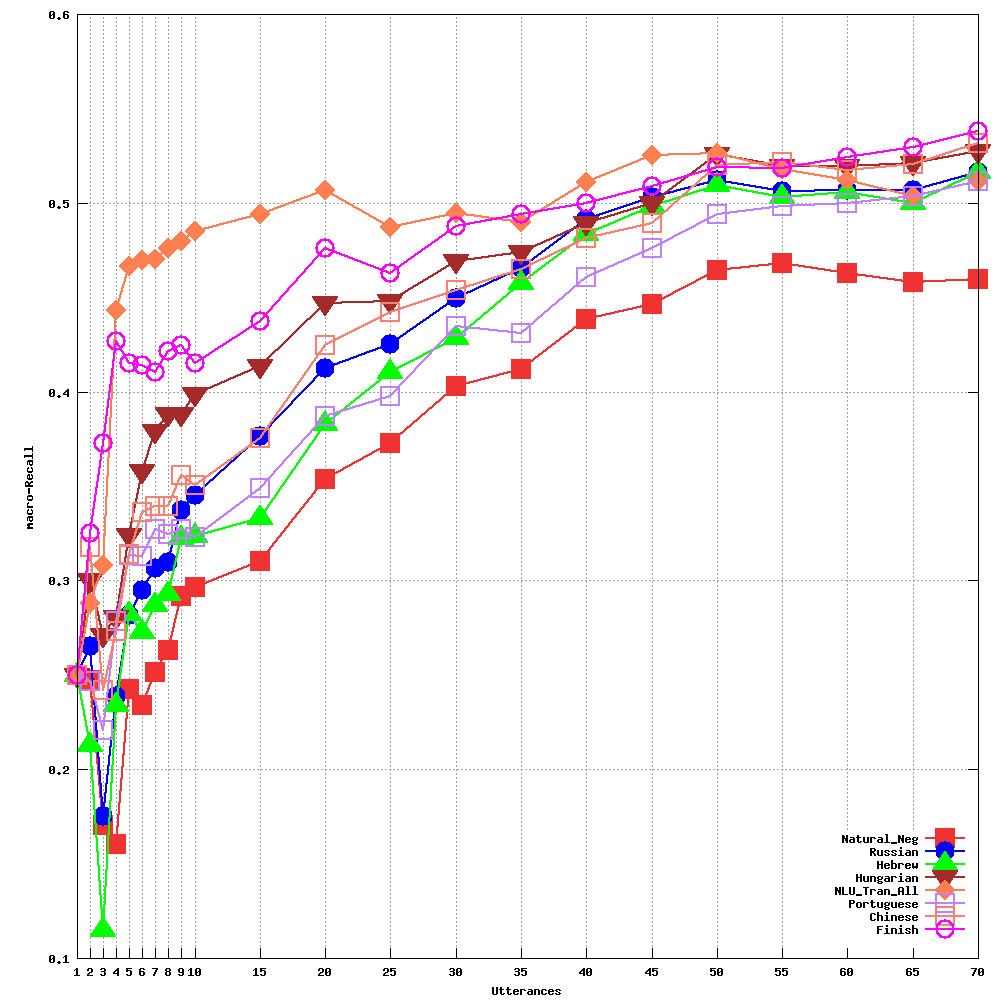 0.6
0.5
0.4
0.3
0.2
0.1
macro-Recall
1 2 3 4 5 6 7 8 9 10 15 20 25 30 35 40 45 50 55 60 65 70
Utterances
Natural_Neg
Russian
Hebrew
Hungarian
NLU_Tran_All
Portuguese
Chinese
Finish